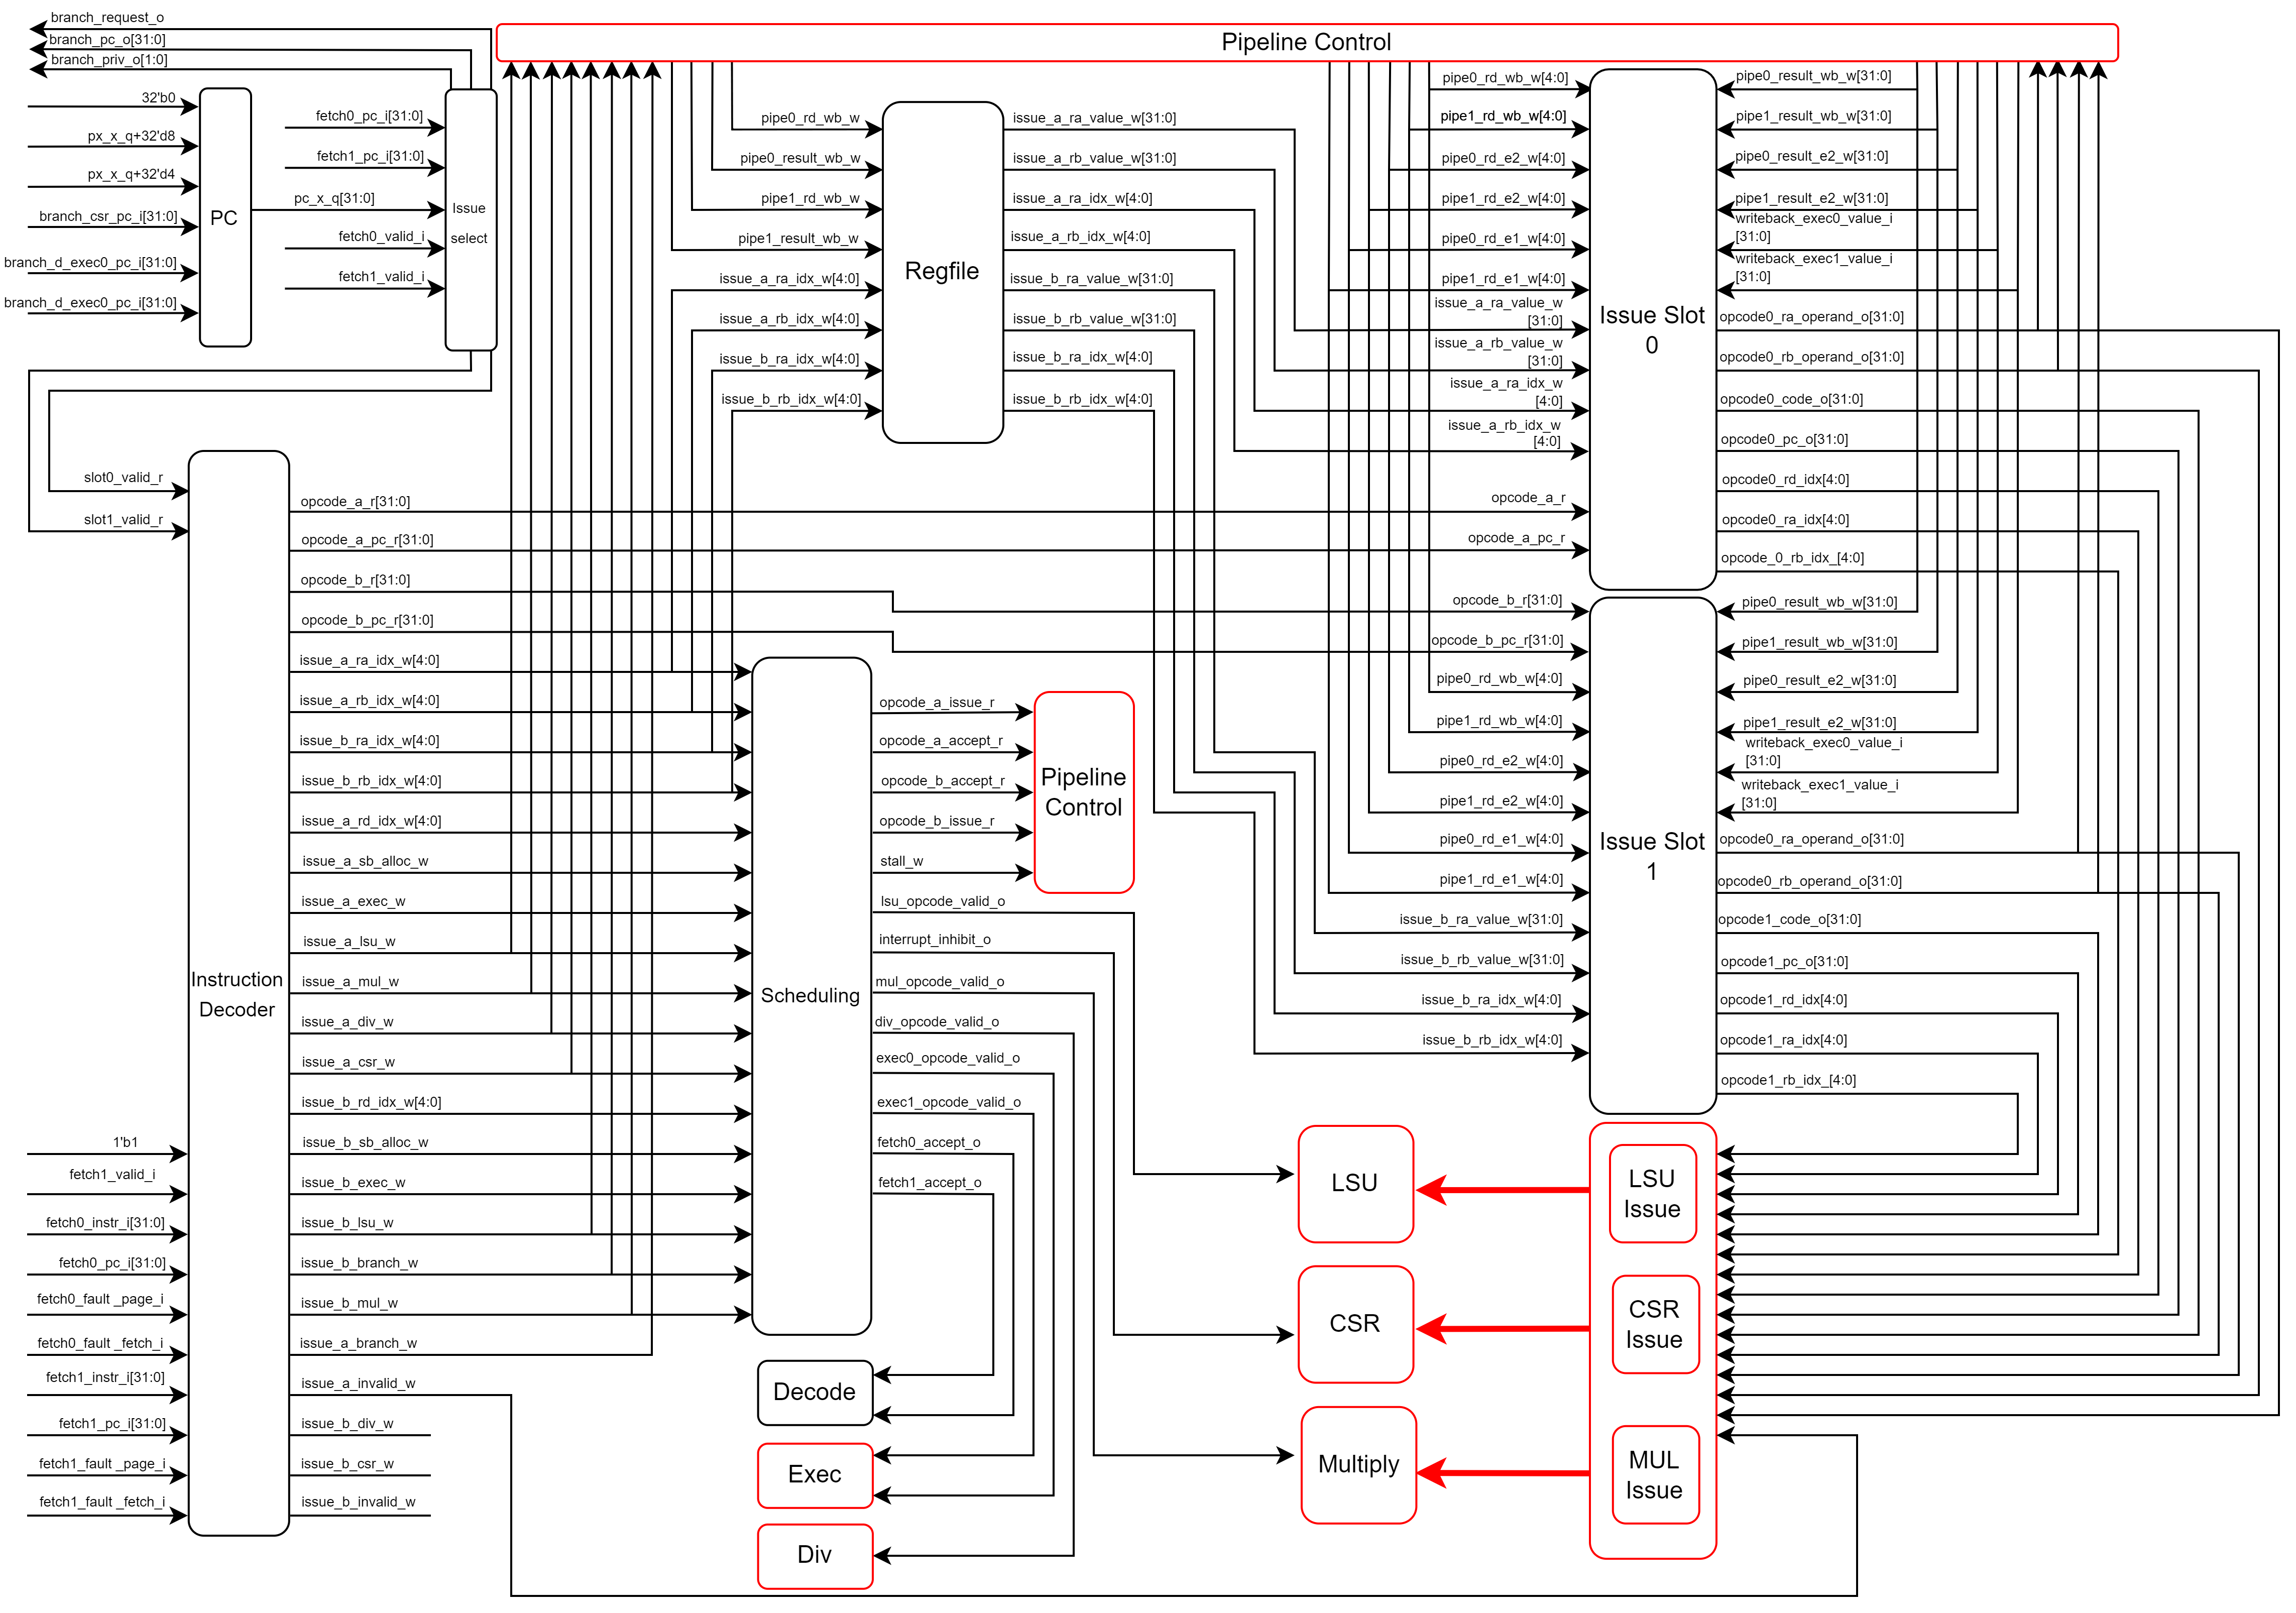 branch_request_o
branch_pc_o[31:0]
branch_priv_o[1:0]
Pipeline Control
32'b0
px_x_q+32'd8
px_x_q+32'd4
branch_csr_pc_i[31:0]
branch_d_exec0_pc_i[31:0]
branch_d_exec0_pc_i[31:0]
PC
pc_x_q[31:0]
fetch0_pc_i[31:0]
fetch1_pc_i[31:0]
fetch0_valid_i
fetch1_valid_i
Issue
select
pipe0_rd_wb_w
pipe0_result_wb_w
pipe1_rd_wb_w
pipe1_result_wb_w
issue_a_ra_idx_w[4:0]
issue_a_rb_idx_w[4:0]
issue_b_ra_idx_w[4:0]
issue_b_rb_idx_w[4:0]
Regfile
issue_a_ra_value_w[31:0]
issue_a_rb_value_w[31:0]
issue_a_ra_idx_w[4:0]
issue_a_rb_idx_w[4:0]
issue_b_ra_value_w[31:0]
issue_b_rb_value_w[31:0]
issue_b_ra_idx_w[4:0]
issue_b_rb_idx_w[4:0]
pipe0_rd_wb_w[4:0]
pipe1_rd_wb_w[4:0]
pipe0_rd_e2_w[4:0]
pipe1_rd_e2_w[4:0]
pipe0_rd_e1_w[4:0]
pipe1_rd_e1_w[4:0]
issue_a_ra_value_w
[31:0]
issue_a_rb_value_w
[31:0]
issue_a_ra_idx_w
[4:0]
issue_a_rb_idx_w
[4:0]
opcode_a_r
opcode_a_pc_r
Issue Slot
0
pipe0_result_wb_w[31:0]
pipe1_result_wb_w[31:0]
pipe0_result_e2_w[31:0]
pipe1_result_e2_w[31:0]
writeback_exec0_value_i
[31:0]
writeback_exec1_value_i
[31:0]
opcode0_ra_operand_o[31:0]
opcode0_rb_operand_o[31:0]
opcode0_code_o[31:0]
opcode0_pc_o[31:0]
opcode0_rd_idx[4:0]
opcode0_ra_idx[4:0]
opcode_0_rb_idx_[4:0]
slot0_valid_r
slot1_valid_r
1'b1
fetch1_valid_i
fetch0_instr_i[31:0]
fetch0_pc_i[31:0]
fetch0_fault _page_i
fetch0_fault _fetch_i
fetch1_instr_i[31:0]
fetch1_pc_i[31:0]
fetch1_fault _page_i
fetch1_fault _fetch_i
Instruction
Decoder
opcode_a_r[31:0]
opcode_a_pc_r[31:0]
opcode_b_r[31:0]
opcode_b_pc_r[31:0]
issue_a_ra_idx_w[4:0]
issue_a_rb_idx_w[4:0]
issue_b_ra_idx_w[4:0]
issue_b_rb_idx_w[4:0]
issue_a_rd_idx_w[4:0]
issue_a_sb_alloc_w
issue_a_exec_w
issue_a_lsu_w
issue_a_mul_w
issue_a_div_w
issue_a_csr_w
issue_b_rd_idx_w[4:0]
issue_b_sb_alloc_w
issue_b_exec_w
issue_b_lsu_w
issue_b_branch_w
issue_b_mul_w
issue_a_branch_w
issue_a_invalid_w
issue_b_div_w
issue_b_csr_w
issue_b_invalid_w
Scheduling
opcode_a_issue_r
opcode_a_accept_r
opcode_b_accept_r
opcode_b_issue_r
stall_w
lsu_opcode_valid_o
interrupt_inhibit_o
mul_opcode_valid_o
div_opcode_valid_o
exec0_opcode_valid_o
exec1_opcode_valid_o
fetch0_accept_o
fetch1_accept_o
Pipeline
Control
Decode
Exec
Div
opcode_b_r[31:0]
opcode_b_pc_r[31:0]
pipe0_rd_wb_w[4:0]
pipe1_rd_wb_w[4:0]
pipe0_rd_e2_w[4:0]
pipe1_rd_e2_w[4:0]
pipe0_rd_e1_w[4:0]
pipe1_rd_e1_w[4:0]
issue_b_ra_value_w[31:0]
issue_b_rb_value_w[31:0]
issue_b_ra_idx_w[4:0]
issue_b_rb_idx_w[4:0]
Issue Slot
1
pipe0_result_wb_w[31:0]
pipe1_result_wb_w[31:0]
pipe0_result_e2_w[31:0]
pipe1_result_e2_w[31:0]
writeback_exec0_value_i
[31:0]
writeback_exec1_value_i
[31:0]
opcode0_ra_operand_o[31:0]
opcode0_rb_operand_o[31:0]
opcode1_code_o[31:0]
opcode1_pc_o[31:0]
opcode1_rd_idx[4:0]
opcode1_ra_idx[4:0]
opcode1_rb_idx_[4:0]
LSU
CSR
Multiply
LSU
Issue
CSR
Issue
MUL
Issue